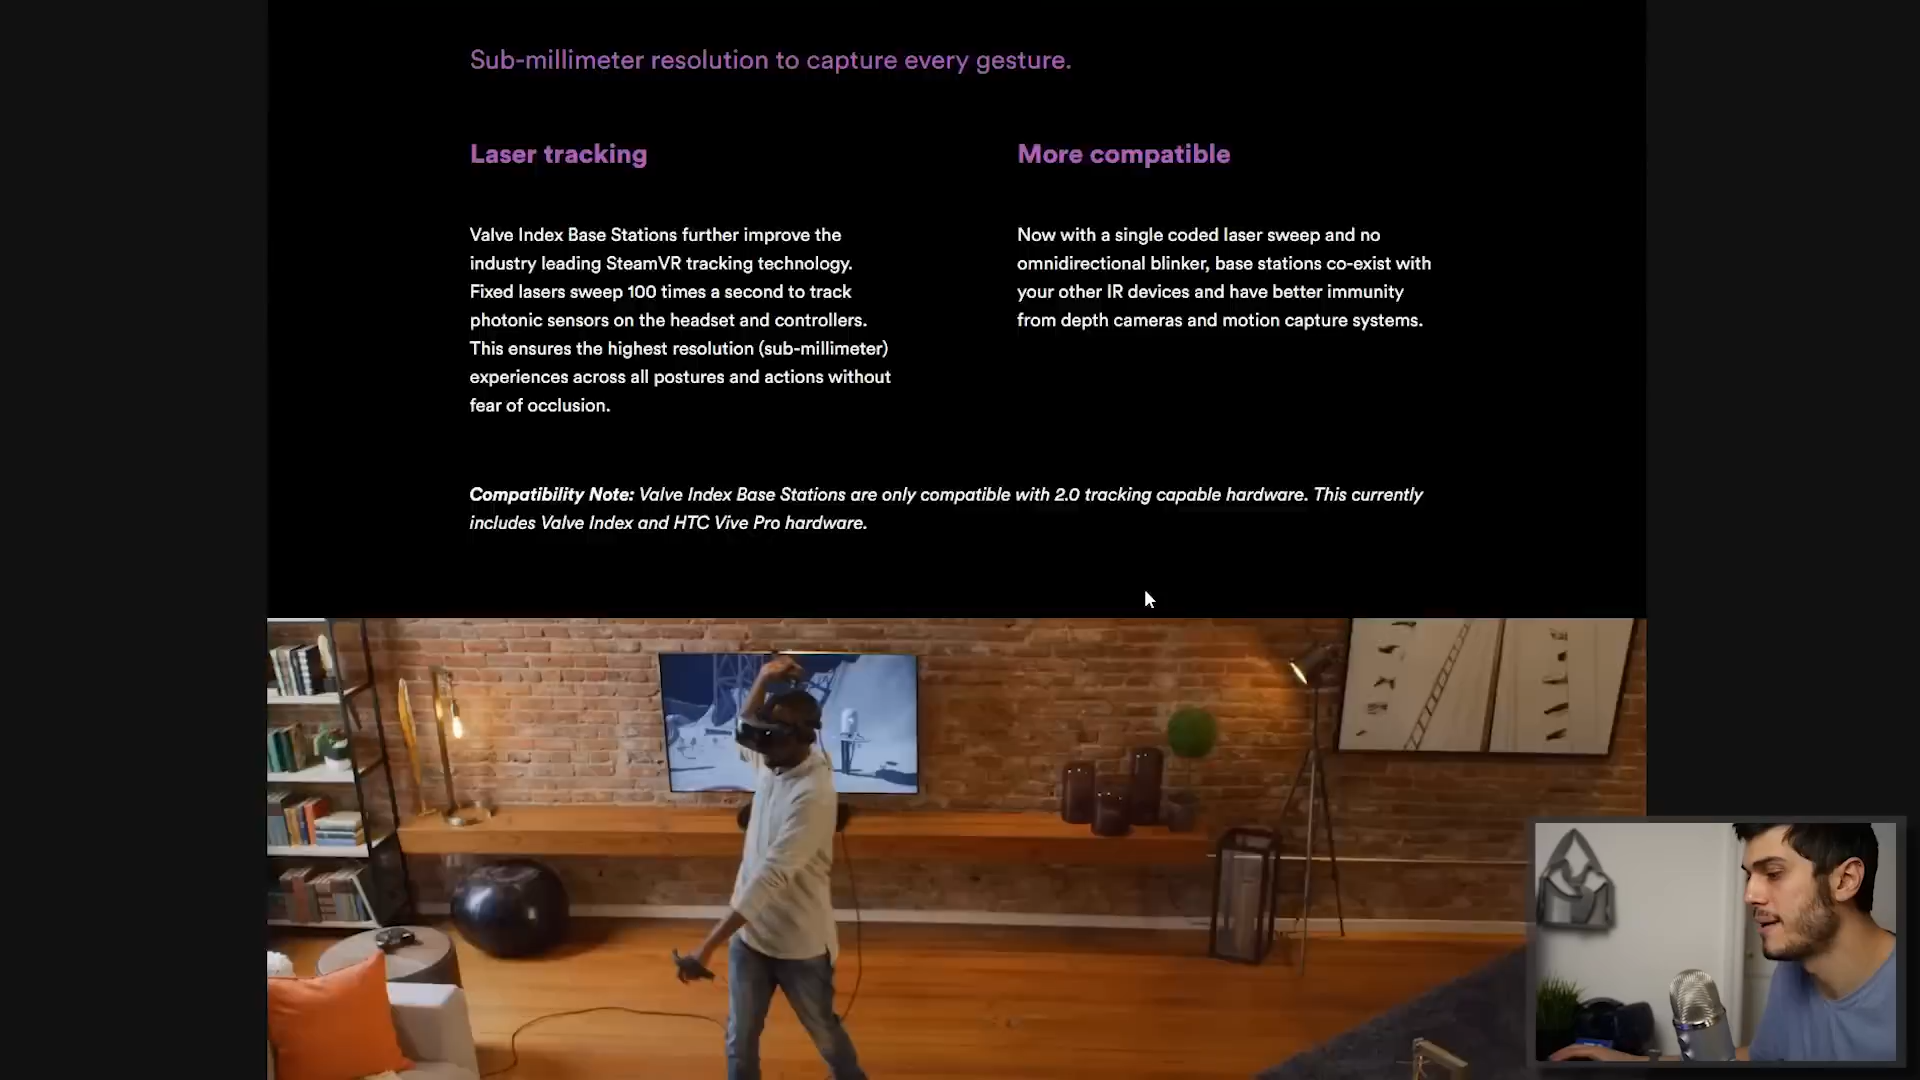 Sub-millimeter resolution to capture every gesture.
Laser tracking
Valve Index Base Stations further improve the
industry leading SteamVR tracking technology.
Fixed lasers sweep 100 times a second to track
photonic sensors on the headset and controllers.
This ensures the highest resolution (sub-millimeter)
experiences across all postures and actions without
fear of occlusion.
More compatible
Now with a single coded laser sweep and no
omnidirectional blinker, base stations co-exist with
your other IR devices and have better immunity
from depth cameras and motion capture systems.
Compatibility Note: Valve Index Base Stations are only compatible with 2.0 tracking capable hardware. This currently
includes Valve Index and HTC Vive Pro hardware.